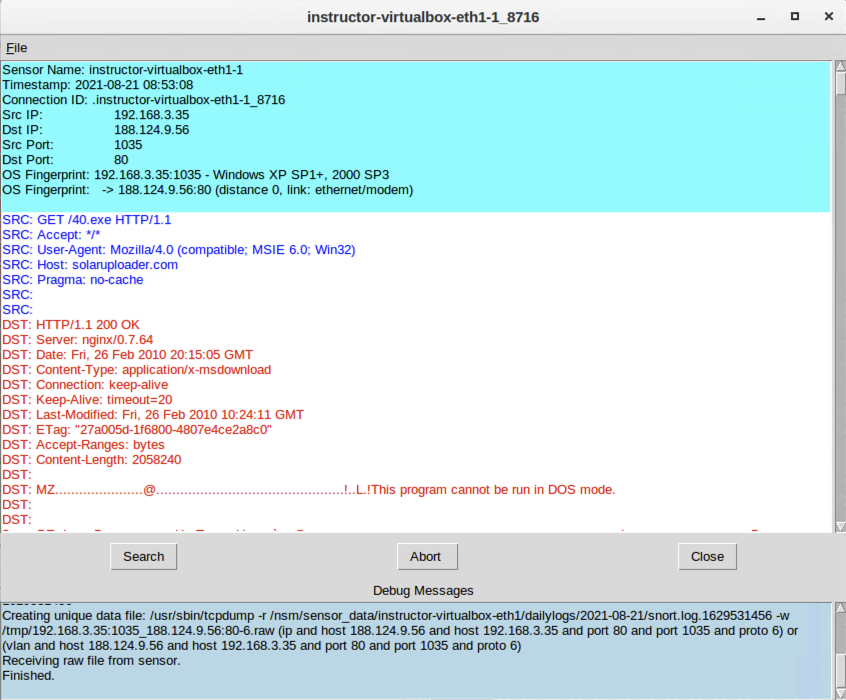 instructor-virtualbox-eth1-1_8716
File
Sensor Name: instructor-virtualbox-eth1-1
Timestamp: 2021-08-21 08:53:08
Connection ID: .instructor-virtualbox-eth1-1_8716
Src IP: 192.168.3.35
Dst IP: 188.124.9.56
Src Port: 1035
Dst Port: 80
OS Fingerprint: 192.168.3.35:1035 - Windows XP SP1+, 2000 SP3
OS Fingerprint: -> 188.124.9.56:80 (distance 0, link: ethernet/modem)
SRC: GET /40.exe HTTP/1.1
SRC: Accept: */*
SRC: User-Agent: Mozilla/4.0 (compatible; MSIE 6.0; Win32)
SRC: Host: solaruploader.com
SRC: Pragma: no-cache
SRC:
SRC:
DST: HTTP/1.1 200 OK
DST: Server: nginx/0.7.64
DST: Date: Fri, 26 Feb 2010 20:15:05 GMT
DST: Content-Type: application/x-msdownload
DST: Connection: keep-alive
DST: Keep-Alive: timeout=20
DST: Last-Modified: Fri, 26 Feb 2010 10:24:11 GMT
DST: ETag: "27a005d-1f6800-4807e4ce2a8c0"
DST: Accept-Ranges: bytes
DST: Content-Length: 2058240
DST:
DST: MZ......................@...............................................!..L.!This program cannot be run in DOS mode.
DST:
DST:
Search Abort Close
Debug Messages
Creating unique data file: /usr/sbin/tcpdump -r /nsm/sensor_data/instructor-virtualbox-eth1/dailylogs/2021-08-21/snort.log.1629531456 -w
/tmp/192.168.3.35:1035_188.124.9.56:80-6.raw (ip and host 188.124.9.56 and host 192.168.3.35 and port 80 and port 1035 and proto 6) or
(vlan and host 188.124.9.56 and host 192.168.3.35 and port 80 and port 1035 and proto 6)
Receiving raw file from sensor.
Finished.